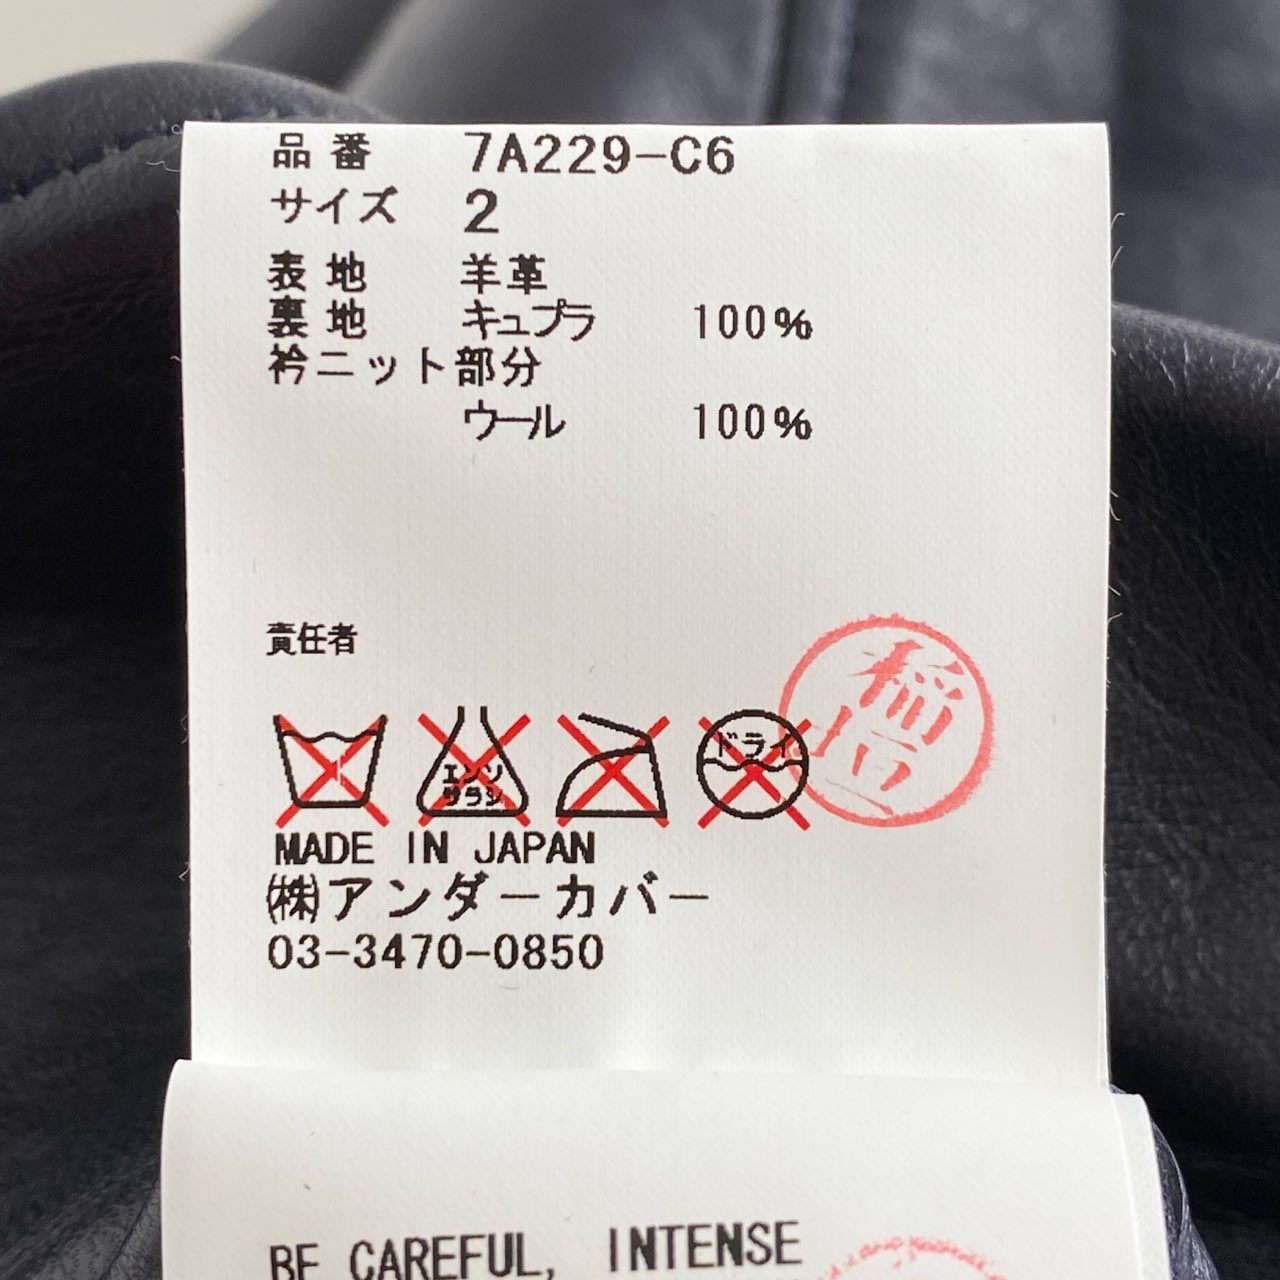 品番 7A229-C6
サイズ 2
表地 羊革
裏地 キュプラ 100%
衿ニット部分
ウール 100%
責任者
エンソ
サラシ
ドライ
MADE IN JAPAN
㈱アンダーカバー
03-3470-0850
BE CAREFUL, INTENSE